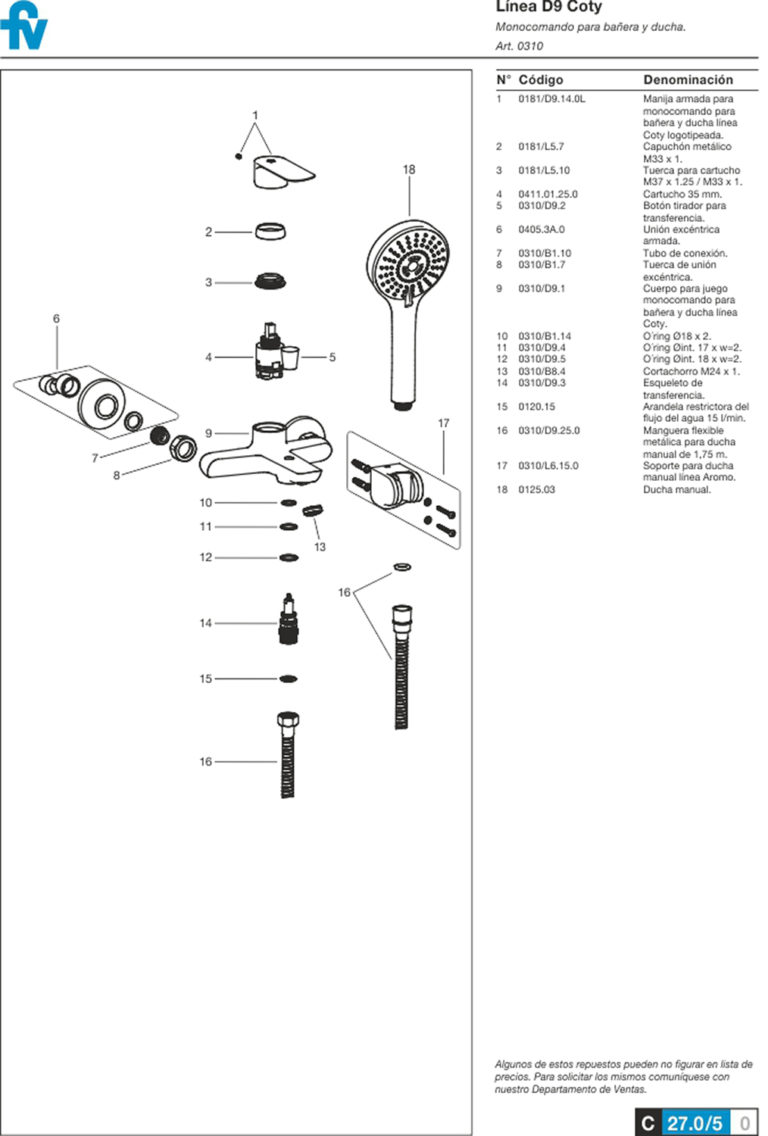 fv
Línea D9 Coty
Monocomando para bañera y ducha.
Art. 0310
N° Código Denominación
1 0181/D9.14.0L Manija armada para
monocomando para
bañera y ducha línea
Coty logotipeada.
2 0181/L5.7 Capuchón metálico
M33 x 1.
3 0181/L5.10 Tuerca para cartucho
M37 x 1.25 / M33 x 1.
4 0411.01.25.0 Cartucho 35 mm.
5 0310/D9.2 Botón tirador para
transferencia.
6 0405.3A.0 Unión excéntrica
armada.
7 0310/B1.10 Tubo de conexión.
8 0310/B1.7 Tuerca de unión
excéntrica.
9 0310/D9.1 Cuerpo para juego
monocomando para
bañera y ducha línea
Coty.
10 0310/B1.14 O´ring Ø18 x 2.
11 0310/D9.4 O´ring Øint. 17 x w=2.
12 0310/D9.5 O´ring Øint. 18 x w=2.
13 0310/B8.4 Cortachorro M24 x 1.
14 0310/D9.3 Esqueleto de
transferencia.
15 0120.15 Arandela restrictora del
flujo del agua 15 l/min.
16 0310/D9.25.0 Manguera flexible
metálica para ducha
manual de 1,75 m.
17 0310/L6.15.0 Soporte para ducha
manual línea Aromo.
18 0125.03 Ducha manual.
1
18
2
3
6
4
5
17
9
7
8
10
11
13
12
16
14
15
16
Algunos de estos repuestos pueden no figurar en lista de
precios. Para solicitar los mismos comuníquese con
nuestro Departamento de Ventas.
C 27.0/5 0